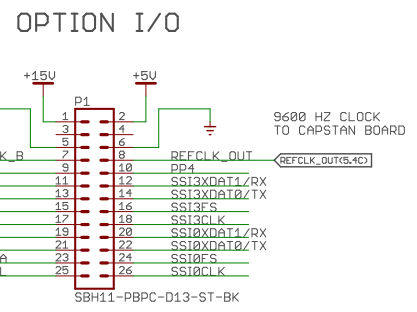 OPTION I/O
+15V +5V
P1
9600 HZ CLOCK
TO CAPSTAN BOARD
1 2
3 4
5 6
K_B 7 8 REFCLK_OUT REFCLK_OUT(5,4C)
9 10 PP4
11 12 SSI3XDAT1/RX
13 14 SSI3XDAT0/TX
15 16 SSI3FS
17 18 SSI3CLK
19 20 SSI0XDAT1/RX
21 22 SSI0XDAT0/TX
A 23 24 SSI0FS
L 25 26 SSI0CLK
SBH11-PBPC-D13-ST-BK